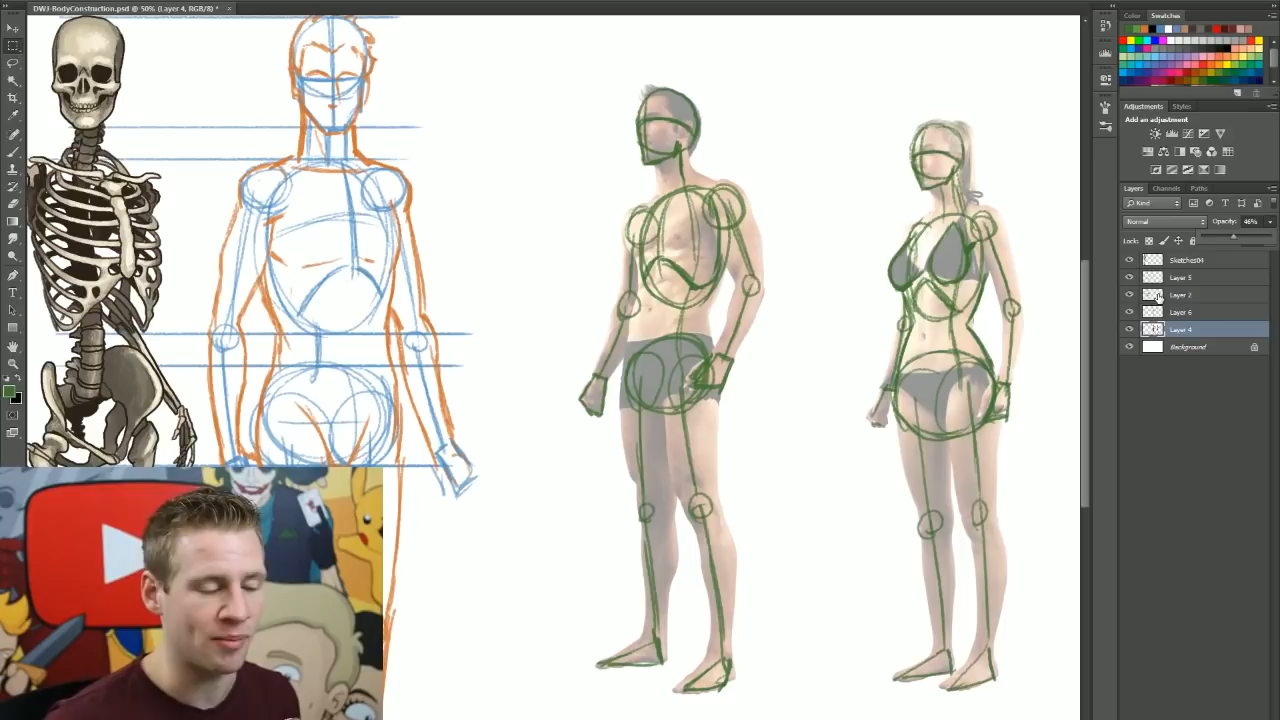 DWJ-BodyConstruction.psd @ 50% (Layer 4, RGB/8) * ×
Color Swatches
Adjustments Styles
Add an adjustment
Layers Channels Paths
Kind
Normal Opacity: 46%
Lock:
Sketches04
Layer 5
Layer 2
Layer 6
Layer 4
Background